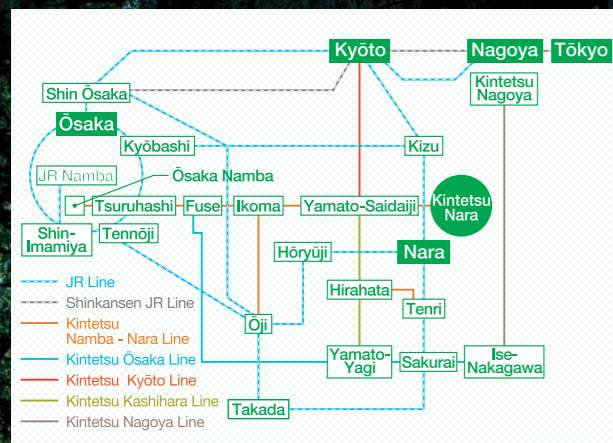 Kyōto
Nagoya
Tōkyo
Kintetsu
Nagoya
Shin Ōsaka
Ōsaka
Kyōbashi
Kizu
JR Namba
Ōsaka Namba
Tsuruhashi
Fuse
Ikoma
Yamato-Saidaiji
Kintetsu
Nara
Shin-
Imamiya
Tennōji
Hōryūji
Nara
JR Line
Shinkansen JR Line
Kintetsu
Namba - Nara Line
Kintetsu Ōsaka Line
Kintetsu Kyōto Line
Kintetsu Kashihara Line
Kintetsu Nagoya Line
Hirahata
Tenri
Ōji
Yamato-
Yagi
Sakurai
Ise-
Nakagawa
Takada